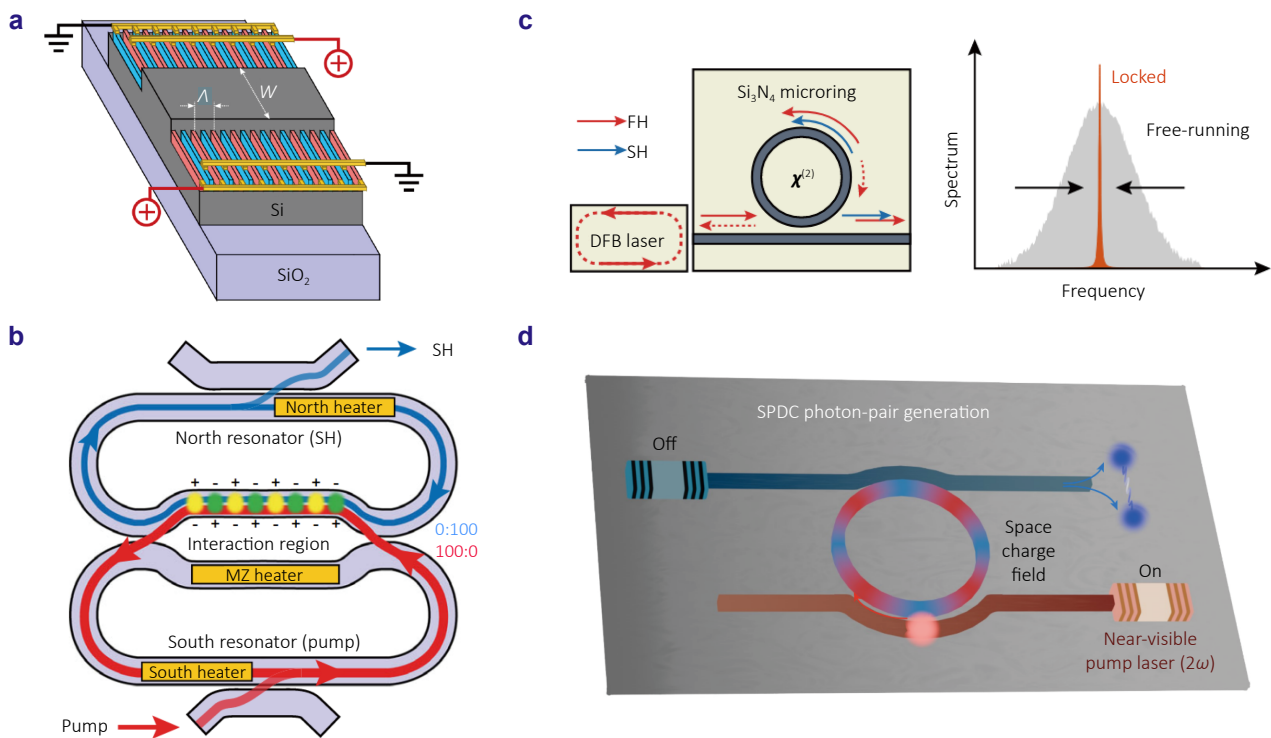 a
Λ
W
Si
SiO₂
b
SH
North heater
North resonator (SH)
+ - + - + - + -
- + - + - + - +
0:100
Interaction region
100:0
MZ heater
South resonator (pump)
South heater
Pump
c
Si₃N₄ microring
FH
SH
χ⁽²⁾
DFB laser
Locked
Free-running
Spectrum
Frequency
d
SPDC photon-pair generation
Off
Space
charge
field
On
Near-visible
pump laser (2ω)